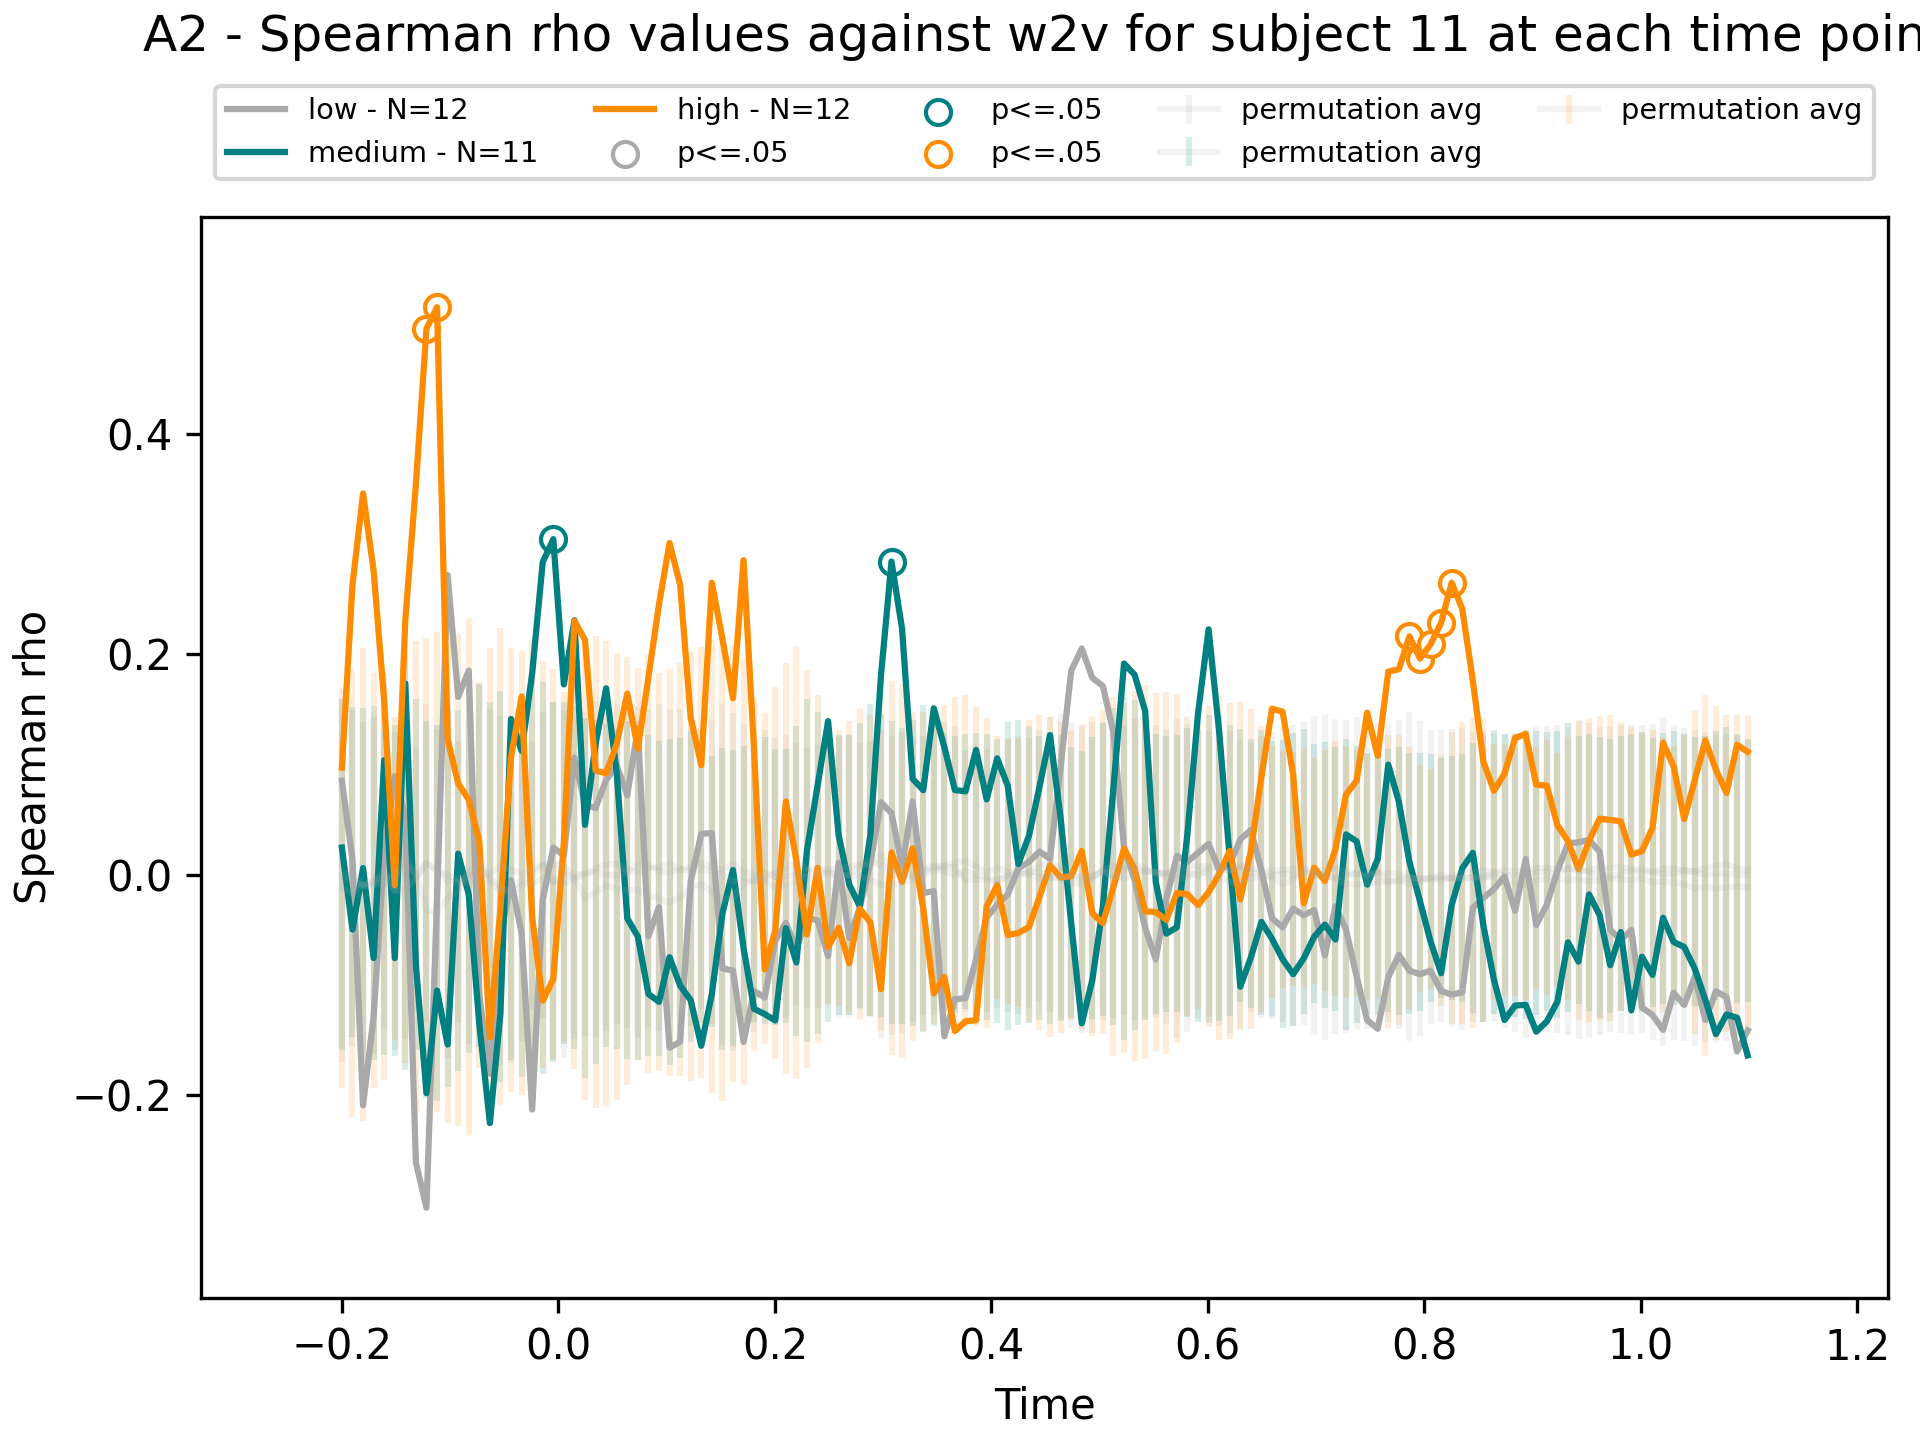 A2 - Spearman rho values against w2v for subject 11 at each time poin
low - N=12 high - N=12 p<=.05 permutation avg permutation avg
medium - N=11 p<=.05 p<=.05 permutation avg
Spearman rho
0.4
0.2
0.0
−0.2
−0.2 0.0 0.2 0.4 0.6 0.8 1.0 1.2
Time